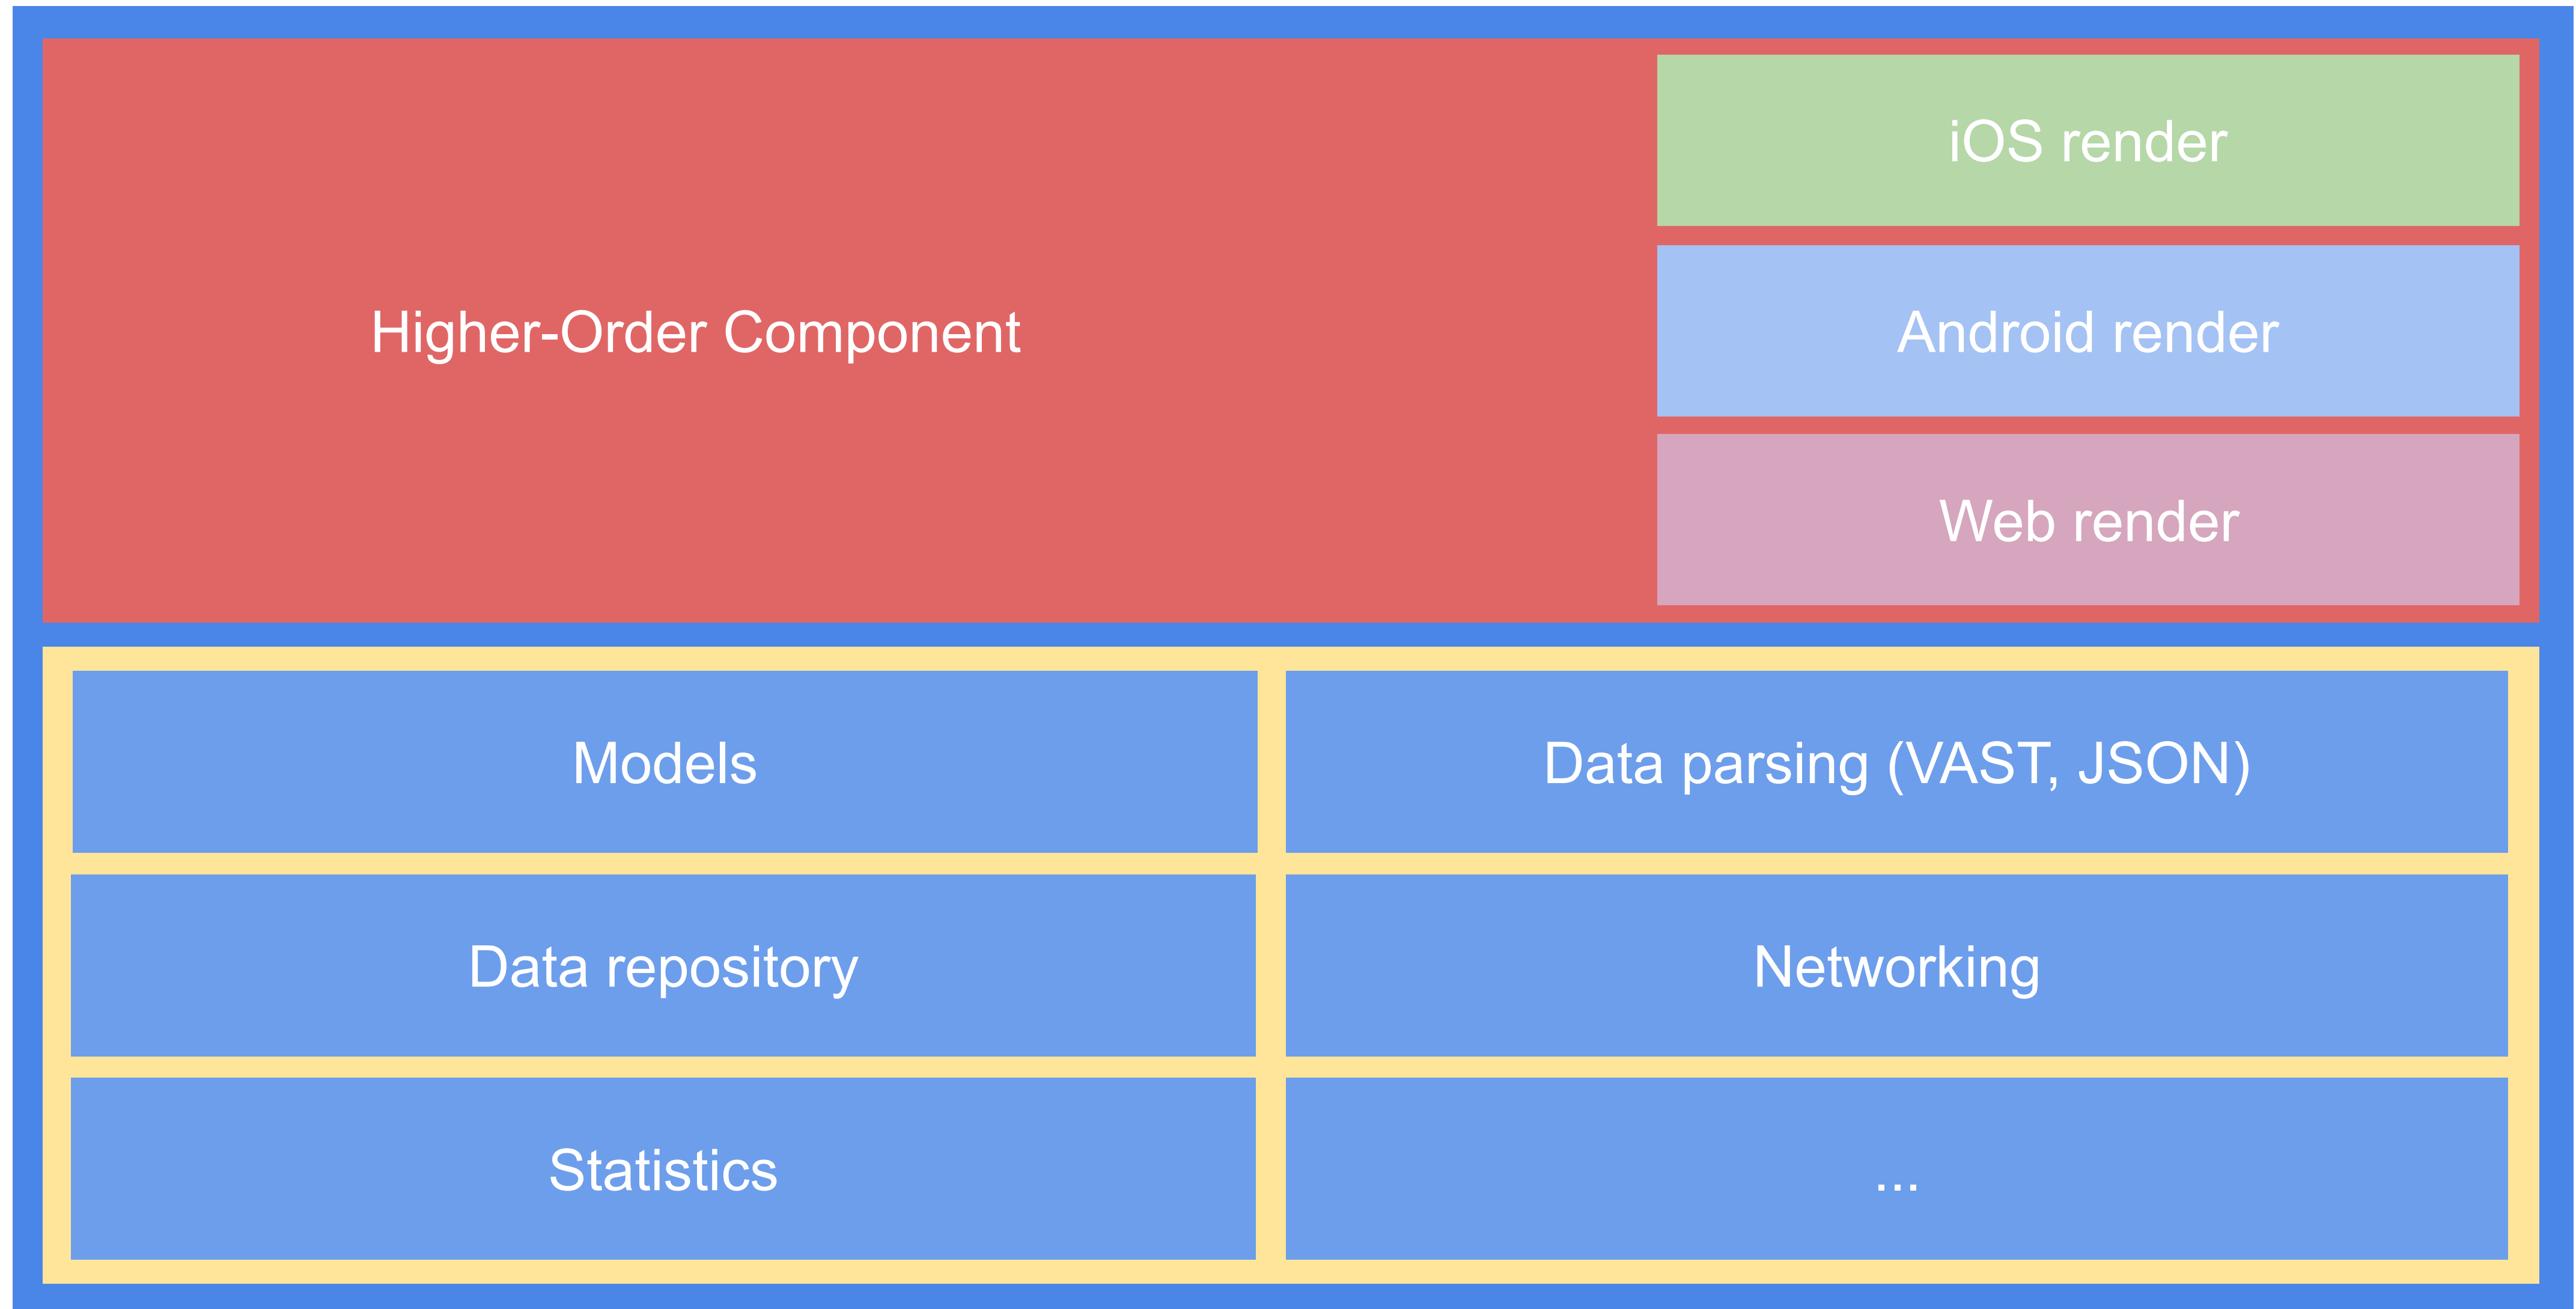 iOS render
Higher-Order Component
Android render
Web render
Models
Data parsing (VAST, JSON)
Data repository
Networking
Statistics
...